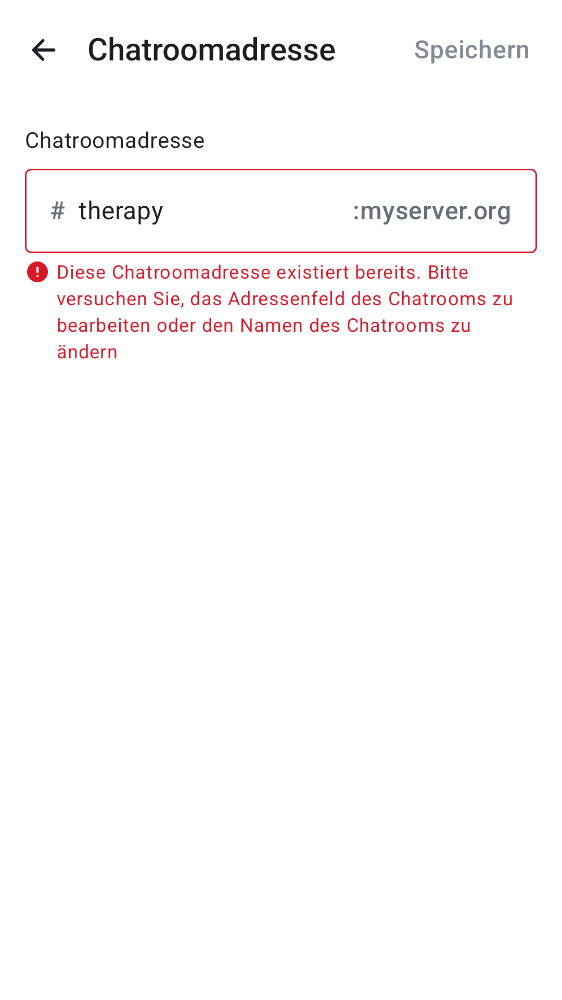 Chatroomadresse
Speichern
Chatroomadresse
# therapy :myserver.org
Diese Chatroomadresse existiert bereits. Bitte
versuchen Sie, das Adressenfeld des Chatrooms zu
bearbeiten oder den Namen des Chatrooms zu
ändern